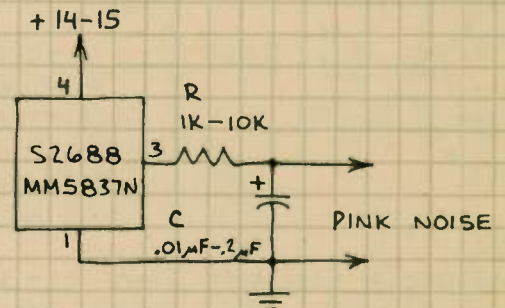 +14-15
4
R
1K-10K
S2688
MM5837N
3
+
1
C
.01µF-.2µF
PINK NOISE